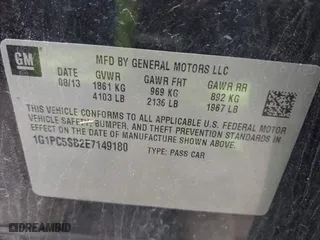 GM
MFD BY GENERAL MOTORS LLC
DATE GVWR GAWR FRT GAWR RR
08/13 1861 KG 969 KG 892 KG
4103 LB 2136 LB 1967 LB
THIS VEHICLE CONFORMS TO ALL APPLICABLE U.S. FEDERAL MOTOR
VEHICLE SAFETY, BUMPER, AND THEFT PREVENTION STANDARDS
IN EFFECT ON THE DATE OF MANUFACTURE SHOWN ABOVE.
1G1PC5SB2E7149180 TYPE: PASS CAR